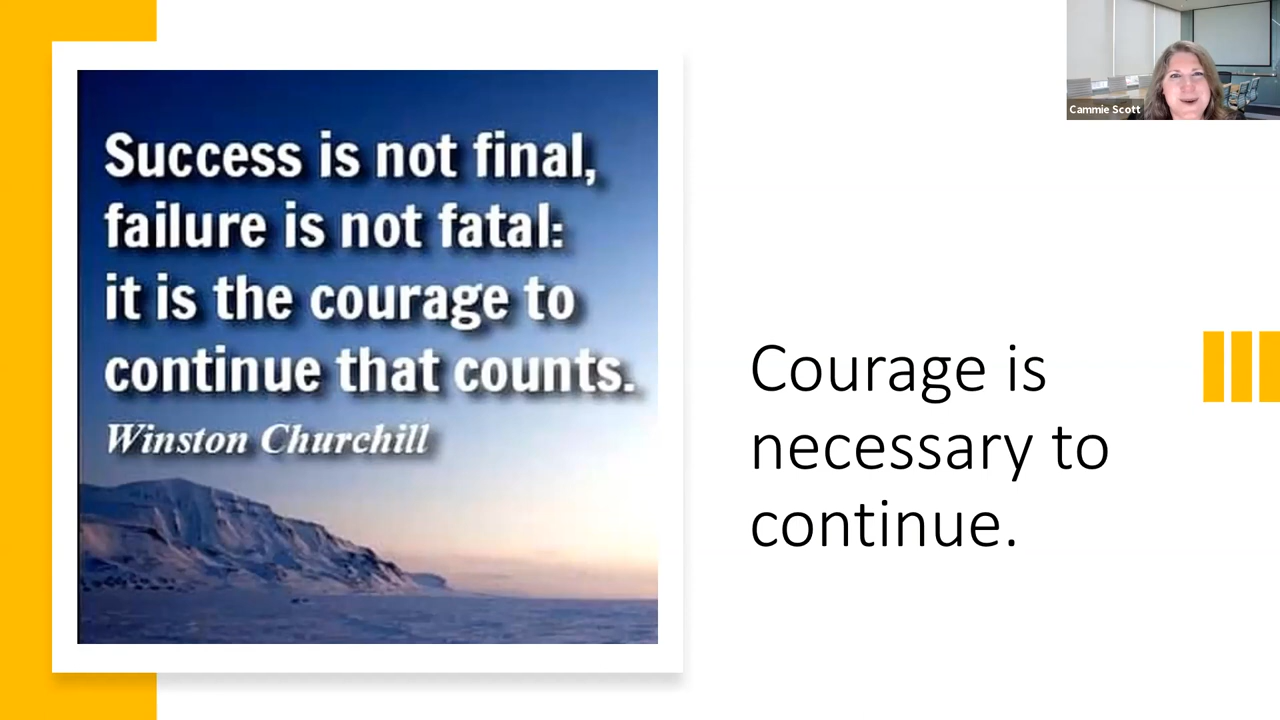 Success is not final,
failure is not fatal:
it is the courage to
continue that counts.
Winston Churchill
Courage is
necessary to
continue.
Cammie Scott